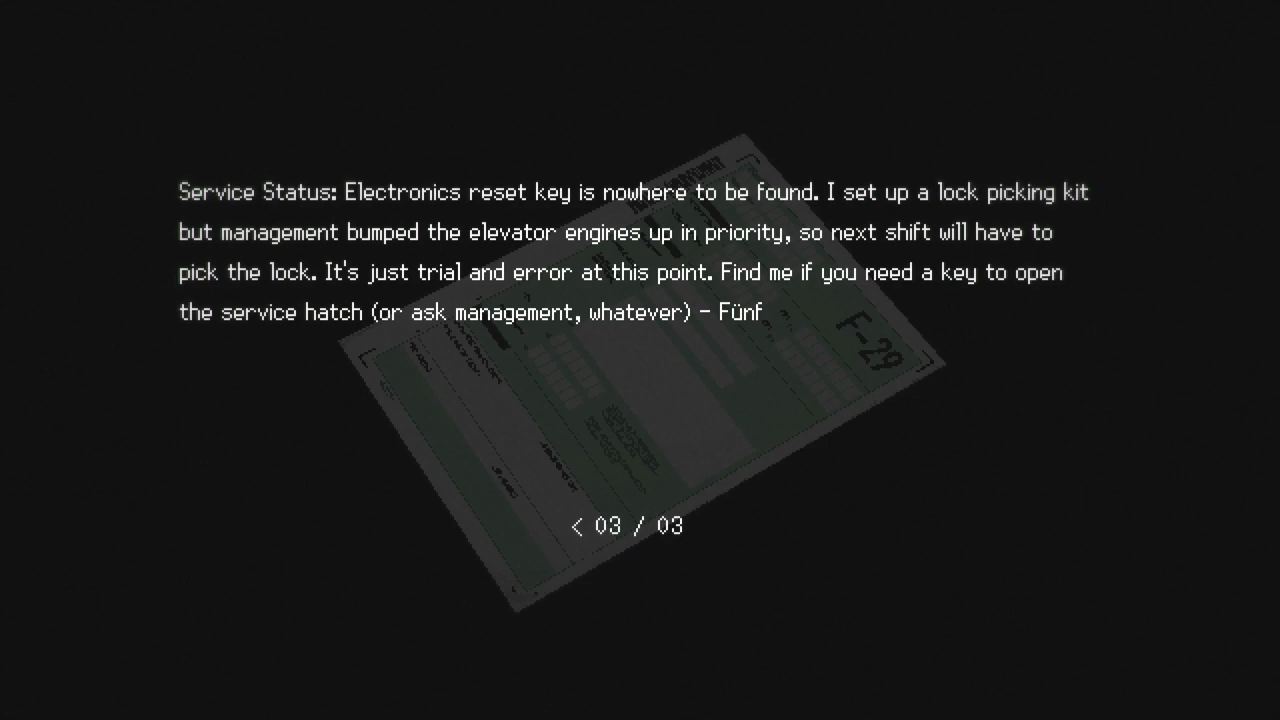 Service Status: Electronics reset key is nowhere to be found. I set up a lock picking kit
but management bumped the elevator engines up in priority, so next shift will have to
pick the lock. It's just trial and error at this point. Find me if you need a key to open
the service hatch (or ask management, whatever) - Fünf
F-29
< 03 / 03